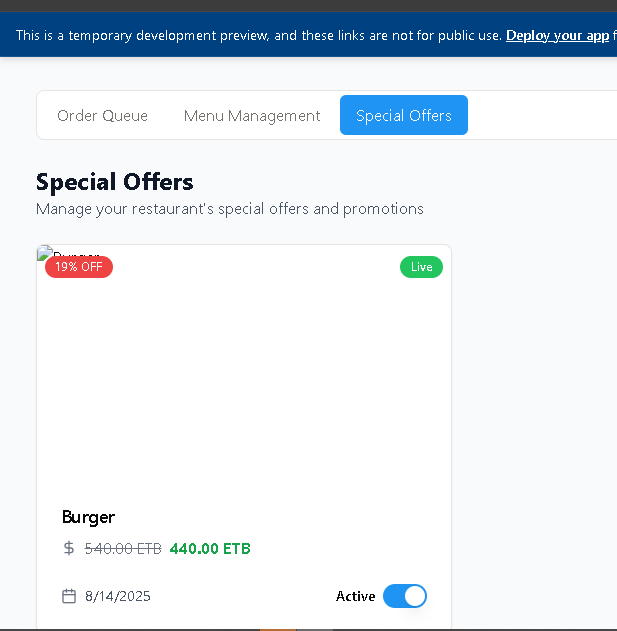 This is a temporary development preview, and these links are not for public use. Deploy your app f
Order Queue Menu Management Special Offers
Special Offers
Manage your restaurant's special offers and promotions
Burger
19% OFF Live
Burger
540.00 ETB 440.00 ETB
8/14/2025 Active